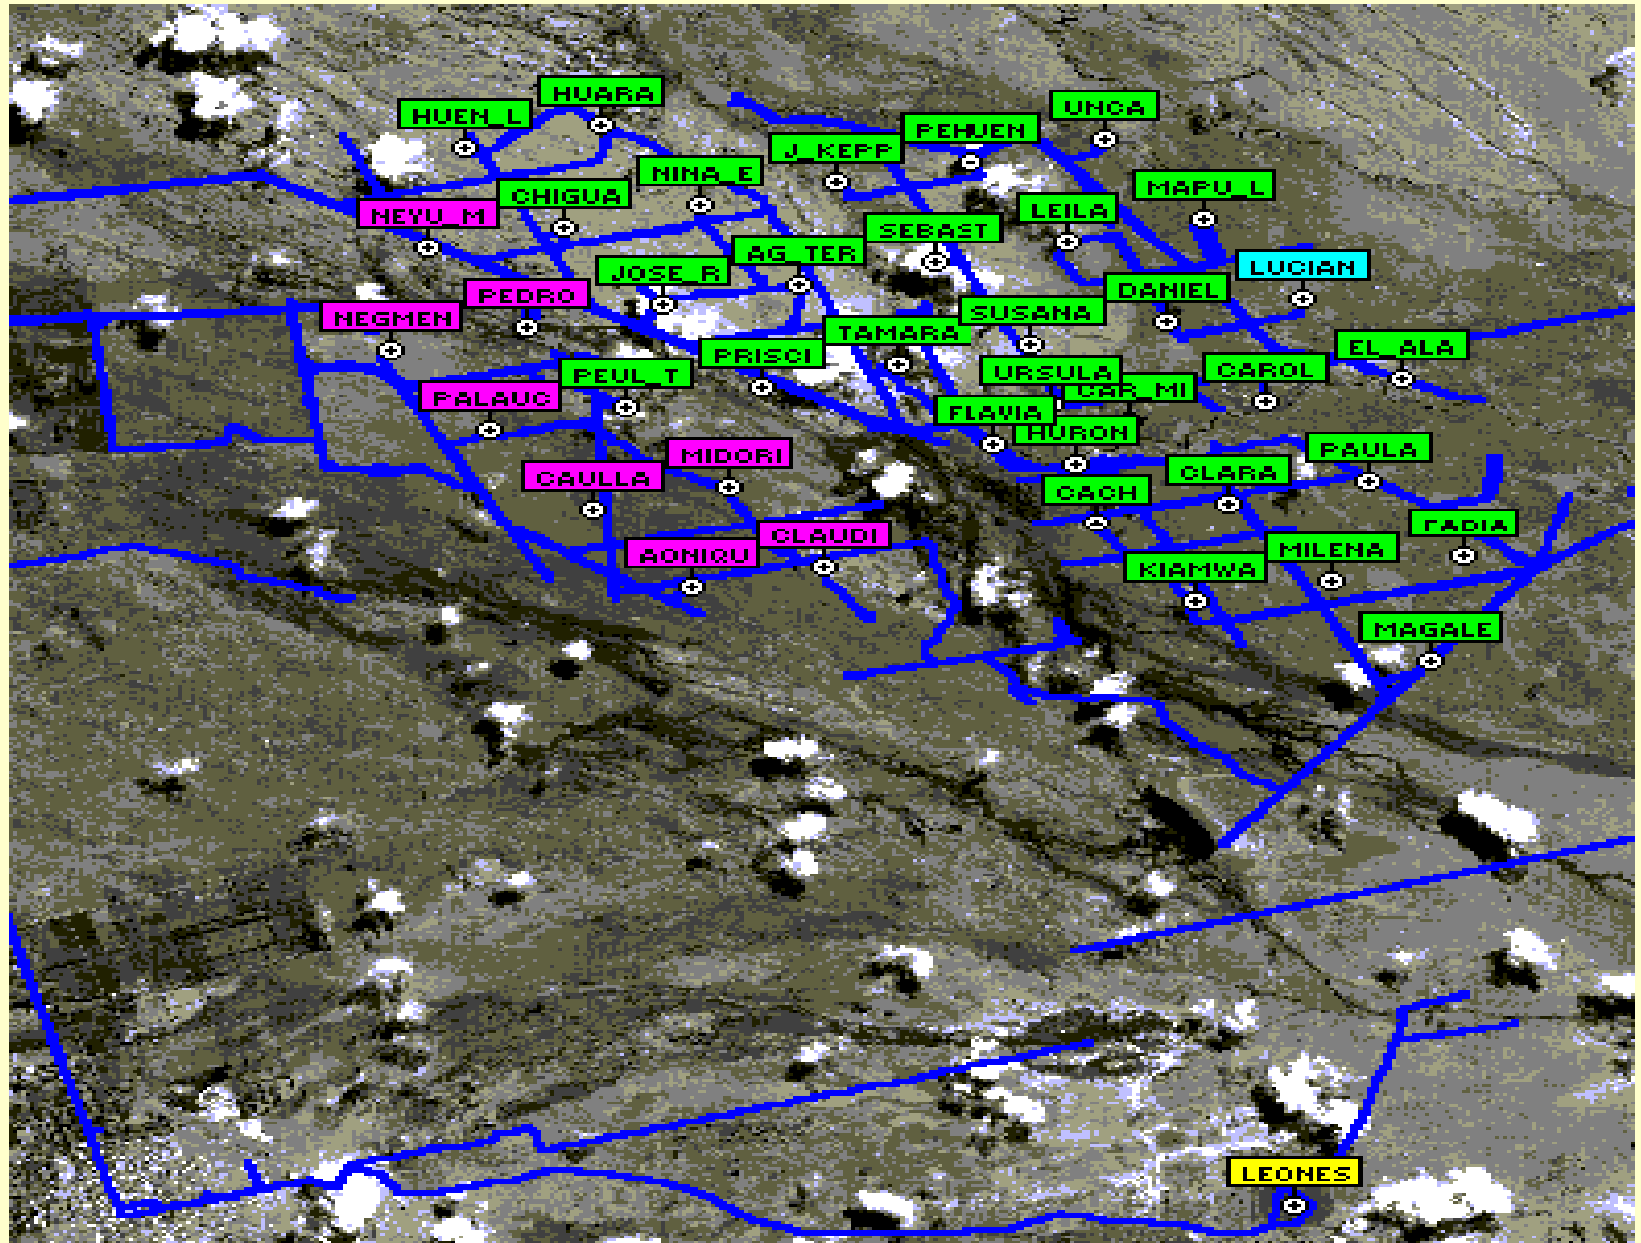 HUARA
UNCA
HUEN_L
PEHUEN
J_KEPP
NINA_E
MAPU_L
CHIGUA
NEYU_M
LEILA
SEBAST
AG_TER
LUCIAN
JOSE_R
PEDRO
DANIEL
NEGMEN
SUSANA
TAMARA
EL_ALA
PRISCI
PEUL_T
URSULA
CAROL
CAR_MI
PALAUC
FLAVIA
HURON
MIDORI
PAULA
CAULLA
CLARA
CACH
CLAUDI
FADIA
AONIQU
MILENA
KIAMWA
MAGALE
LEONES